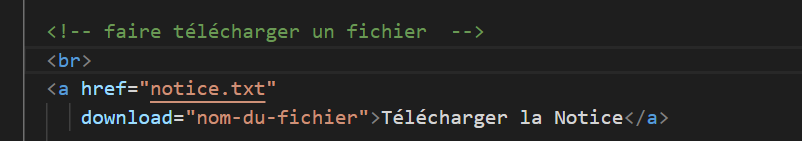 <!-- faire télécharger un fichier  -->
<br>
<a href="notice.txt"
download="nom-du-fichier">Télécharger la Notice</a>